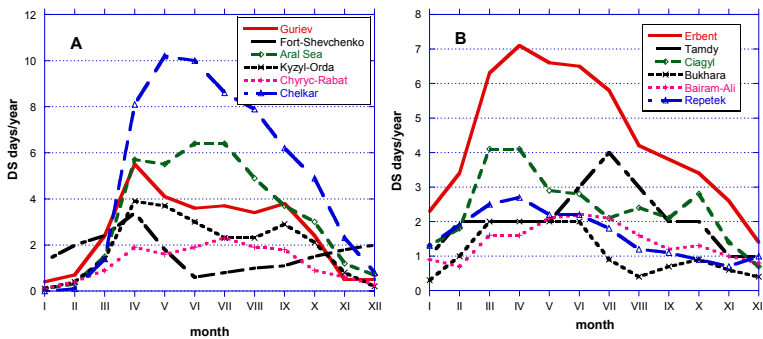 A
Guriev
Fort-Shevchenko
Aral Sea
Kyzyl-Orda
Chyryc-Rabat
Chelkar
12
10
8
6
4
2
0
DS days/year
I II III IV V VI VII VIII IX X XI XII
month
B
Erbent
Tamdy
Ciagyl
Bukhara
Bairam-Ali
Repetek
8
7
6
5
4
3
2
1
0
DS days/year
I II III IV V VI VII VIII IX X XI XI
month